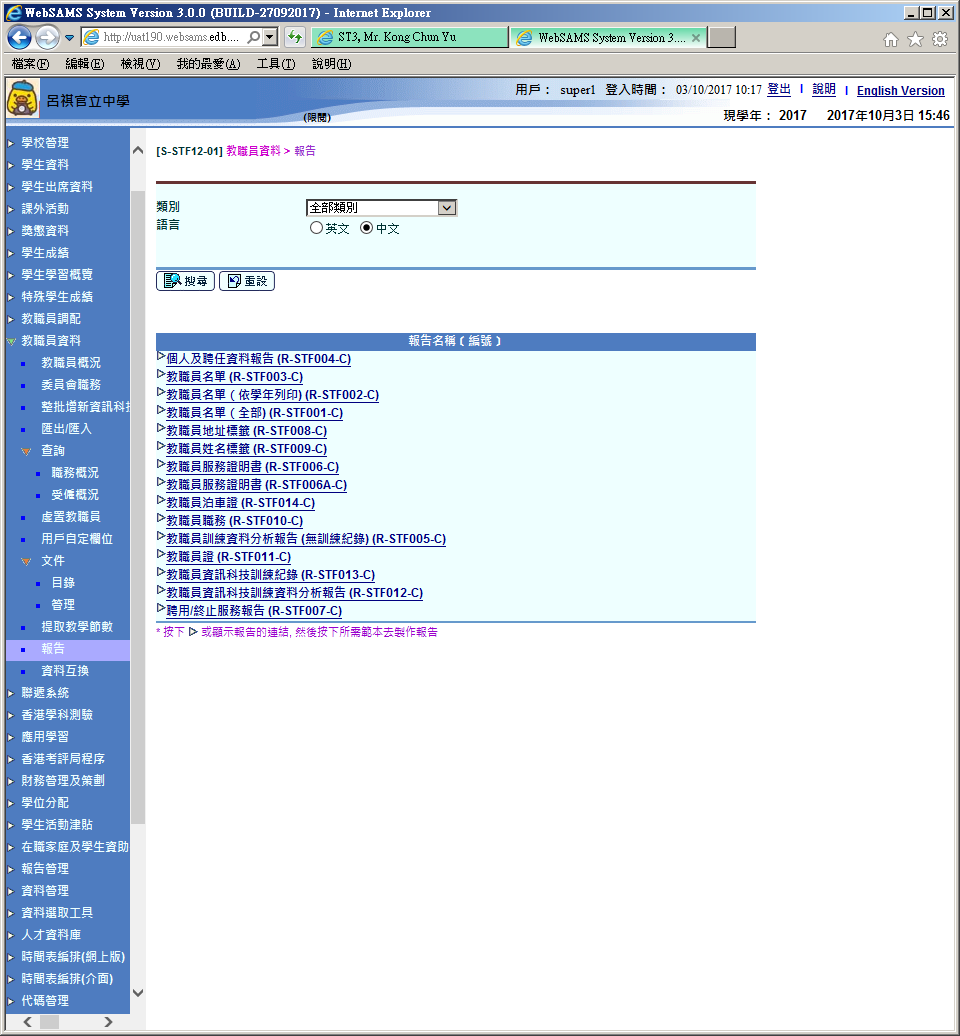 WebSAMS System Version 3.0.0 (BUILD-27092017) - Internet Explorer
http://uat190.websams.edb....
ST3, Mr. Kong Chun Yu
WebSAMS System Version 3....
檔案(F) 編輯(E) 檢視(V) 我的最愛(A) 工具(T) 說明(H)
呂祺官立中學
(限閱)
用戶： super1 登入時間： 03/10/2017 10:17 登出 | 說明 | English Version
現學年： 2017 2017年10月3日 15:46
學校管理
學生資料
學生出席資料
課外活動
獎懲資料
學生成績
學生學習概覽
特殊學生成績
教職員調配
教職員資料
教職員概況
委員會職務
整批增新資訊科技
匯出/匯入
查詢
職務概況
受僱概況
虛置教職員
用戶自定欄位
文件
目錄
管理
提取教學節數
報告
資料互換
聯遞系統
香港學科測驗
應用學習
香港考評局程序
財務管理及策劃
學位分配
學生活動津貼
在職家庭及學生資助
報告管理
資料管理
資料選取工具
人才資料庫
時間表編排(網上版)
時間表編排(介面)
代碼管理
[S-STF12-01] 教職員資料 > 報告
類別 全部類別
語言 英文 中文
搜尋 重設
報告名稱 ( 編號 )
個人及聘任資料報告 (R-STF004-C)
教職員名單 (R-STF003-C)
教職員名單 ( 依學年列印) (R-STF002-C)
教職員名單 ( 全部) (R-STF001-C)
教職員地址標籤 (R-STF008-C)
教職員姓名標籤 (R-STF009-C)
教職員服務證明書 (R-STF006-C)
教職員服務證明書 (R-STF006A-C)
教職員泊車證 (R-STF014-C)
教職員職務 (R-STF010-C)
教職員訓練資料分析報告 (無訓練紀錄) (R-STF005-C)
教職員證 (R-STF011-C)
教職員資訊科技訓練紀錄 (R-STF013-C)
教職員資訊科技訓練資料分析報告 (R-STF012-C)
聘用/終止服務報告 (R-STF007-C)
* 按下 ▷ 或顯示報告的連結, 然後按下所需範本去製作報告